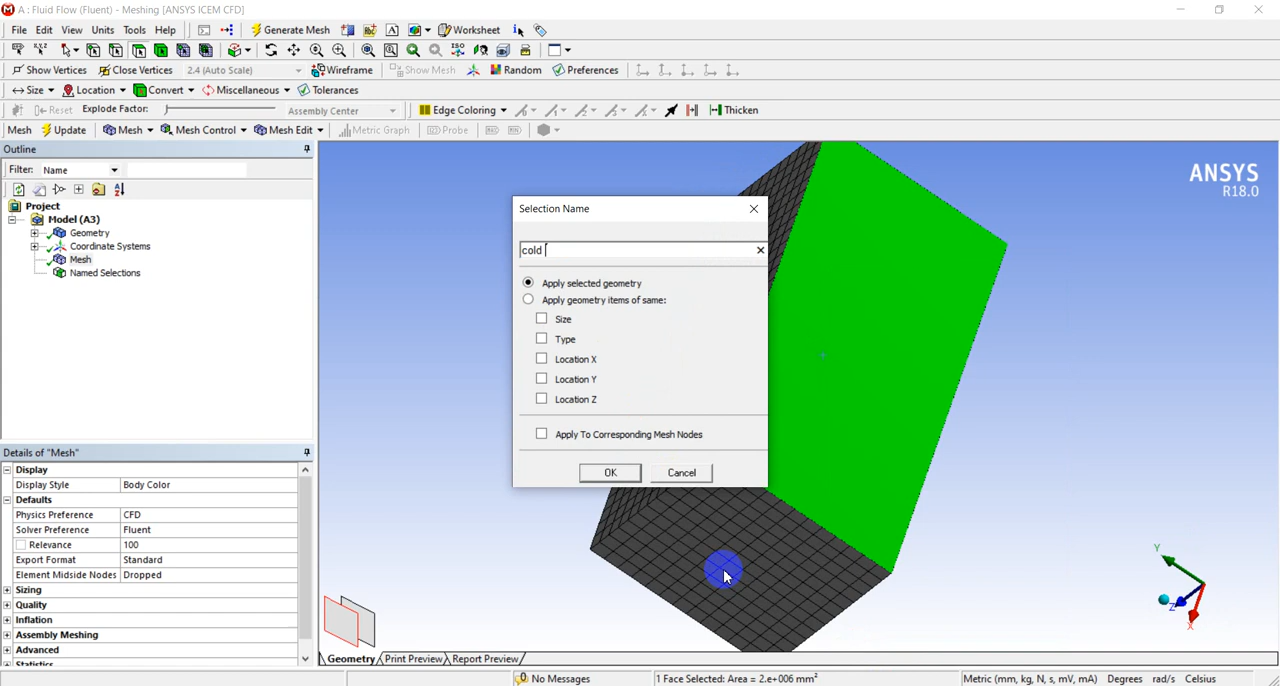 A : Fluid Flow (Fluent) - Meshing [ANSYS ICEM CFD]
File Edit View Units Tools Help Generate Mesh Worksheet
Show Vertices Close Vertices 2.4 (Auto Scale) Wireframe Show Mesh Random Preferences
Size Location Convert Miscellaneous Tolerances
Reset Explode Factor: Assembly Center Edge Coloring Thicken
Mesh Update Mesh Mesh Control Mesh Edit Metric Graph Probe
Outline
Filter: Name
Project
Model (A3)
Geometry
Coordinate Systems
Mesh
Named Selections
Details of "Mesh"
Display
Display Style Body Color
Defaults
Physics Preference CFD
Solver Preference Fluent
Relevance 100
Export Format Standard
Element Midside Nodes Dropped
Sizing
Quality
Inflation
Assembly Meshing
Advanced
Statistics
Selection Name
cold
Apply selected geometry
Apply geometry items of same:
Size
Type
Location X
Location Y
Location Z
Apply To Corresponding Mesh Nodes
OK Cancel
ANSYS
R18.0
Y
Z
X
Geometry Print Preview Report Preview
0 No Messages 1 Face Selected: Area = 2.e+006 mm² Metric (mm, kg, N, s, mV, mA) Degrees rad/s Celsius